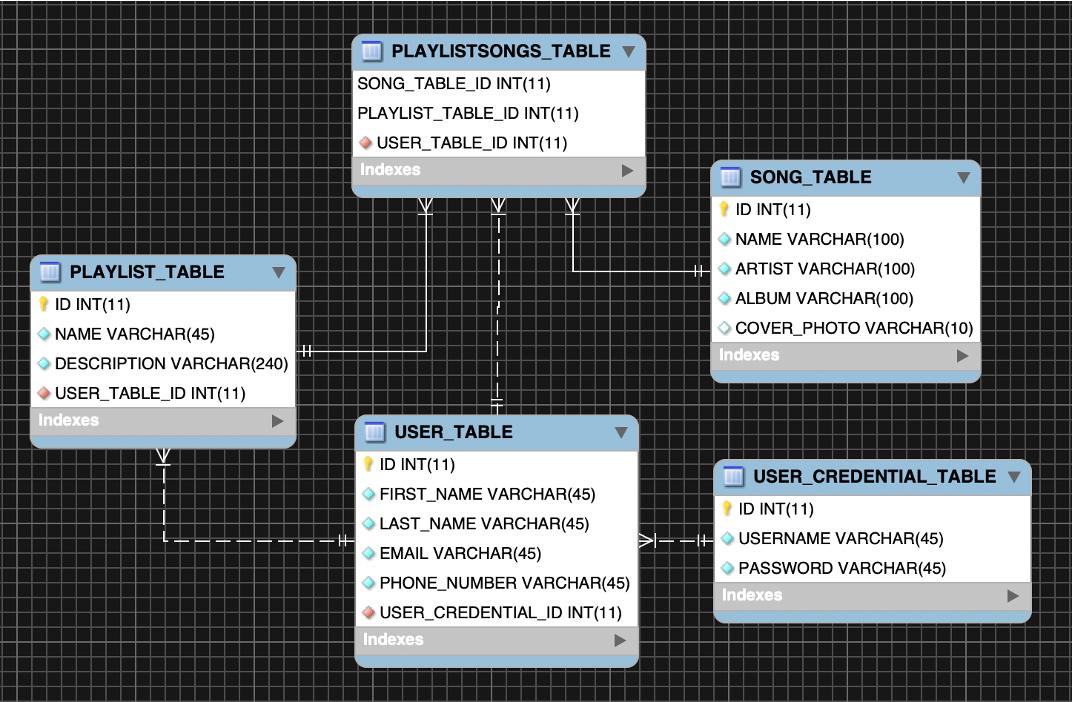 PLAYLISTSONGS_TABLE
SONG_TABLE_ID INT(11)
PLAYLIST_TABLE_ID INT(11)
USER_TABLE_ID INT(11)
Indexes
SONG_TABLE
ID INT(11)
NAME VARCHAR(100)
ARTIST VARCHAR(100)
ALBUM VARCHAR(100)
COVER_PHOTO VARCHAR(10)
Indexes
PLAYLIST_TABLE
ID INT(11)
NAME VARCHAR(45)
DESCRIPTION VARCHAR(240)
USER_TABLE_ID INT(11)
Indexes
USER_TABLE
ID INT(11)
FIRST_NAME VARCHAR(45)
LAST_NAME VARCHAR(45)
EMAIL VARCHAR(45)
PHONE_NUMBER VARCHAR(45)
USER_CREDENTIAL_ID INT(11)
Indexes
USER_CREDENTIAL_TABLE
ID INT(11)
USERNAME VARCHAR(45)
PASSWORD VARCHAR(45)
Indexes